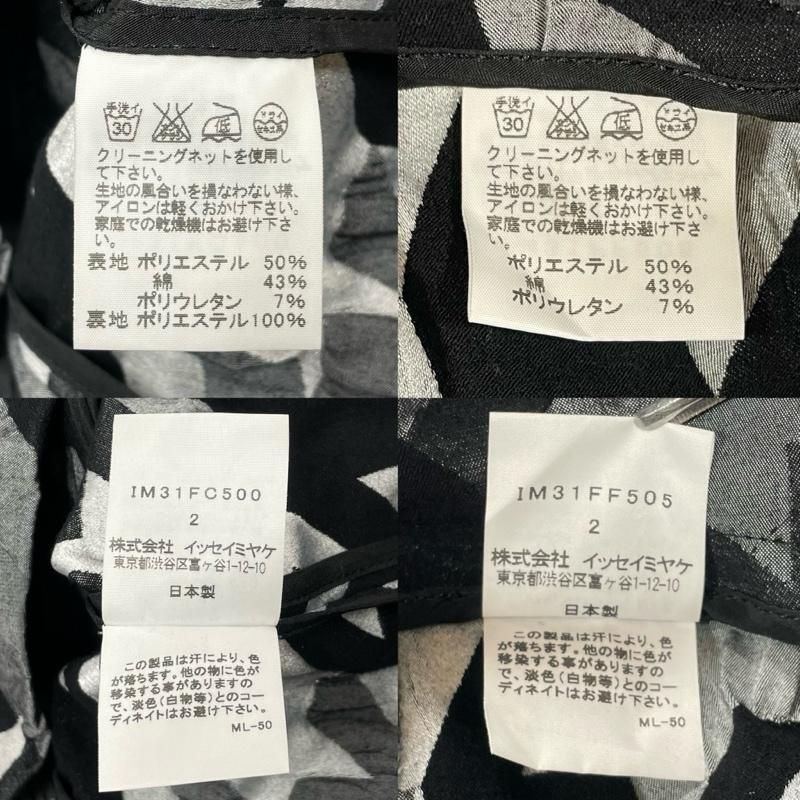 手洗イ
30
低
クリーニングネットを使用し
て下さい。
生地の風合いを損なわない様、
アイロンは軽くおかけ下さい。
家庭での乾燥機はお避け下さ
い。
表地 ポリエステル 50%
綿 43%
ポリウレタン 7%
裏地 ポリエステル100%
手洗イ
30
低
クリーニングネットを使用し
て下さい。
生地の風合いを損なわない様、
アイロンは軽くおかけ下さい。
家庭での乾燥機はお避け下さ
い。
ポリエステル 50%
綿 43%
ポリウレタン 7%
IM31FC500
2
株式会社 イッセイミヤケ
東京都渋谷区富ヶ谷1-12-10
日本製
この製品は汗により、色
が落ちます。他の物に色が
移染する事がありますの
で、淡色(白物等)とのコー
ディネイトはお避け下さい。
ML-50
IM31FF505
2
株式会社 イッセイミヤケ
東京都渋谷区富ヶ谷1-12-10
日本製
この製品は汗により、色
が落ちます。他の物に色が
移染する事がありますの
で、淡色(白物等)とのコー
ディネイトはお避け下さい。
ML-50